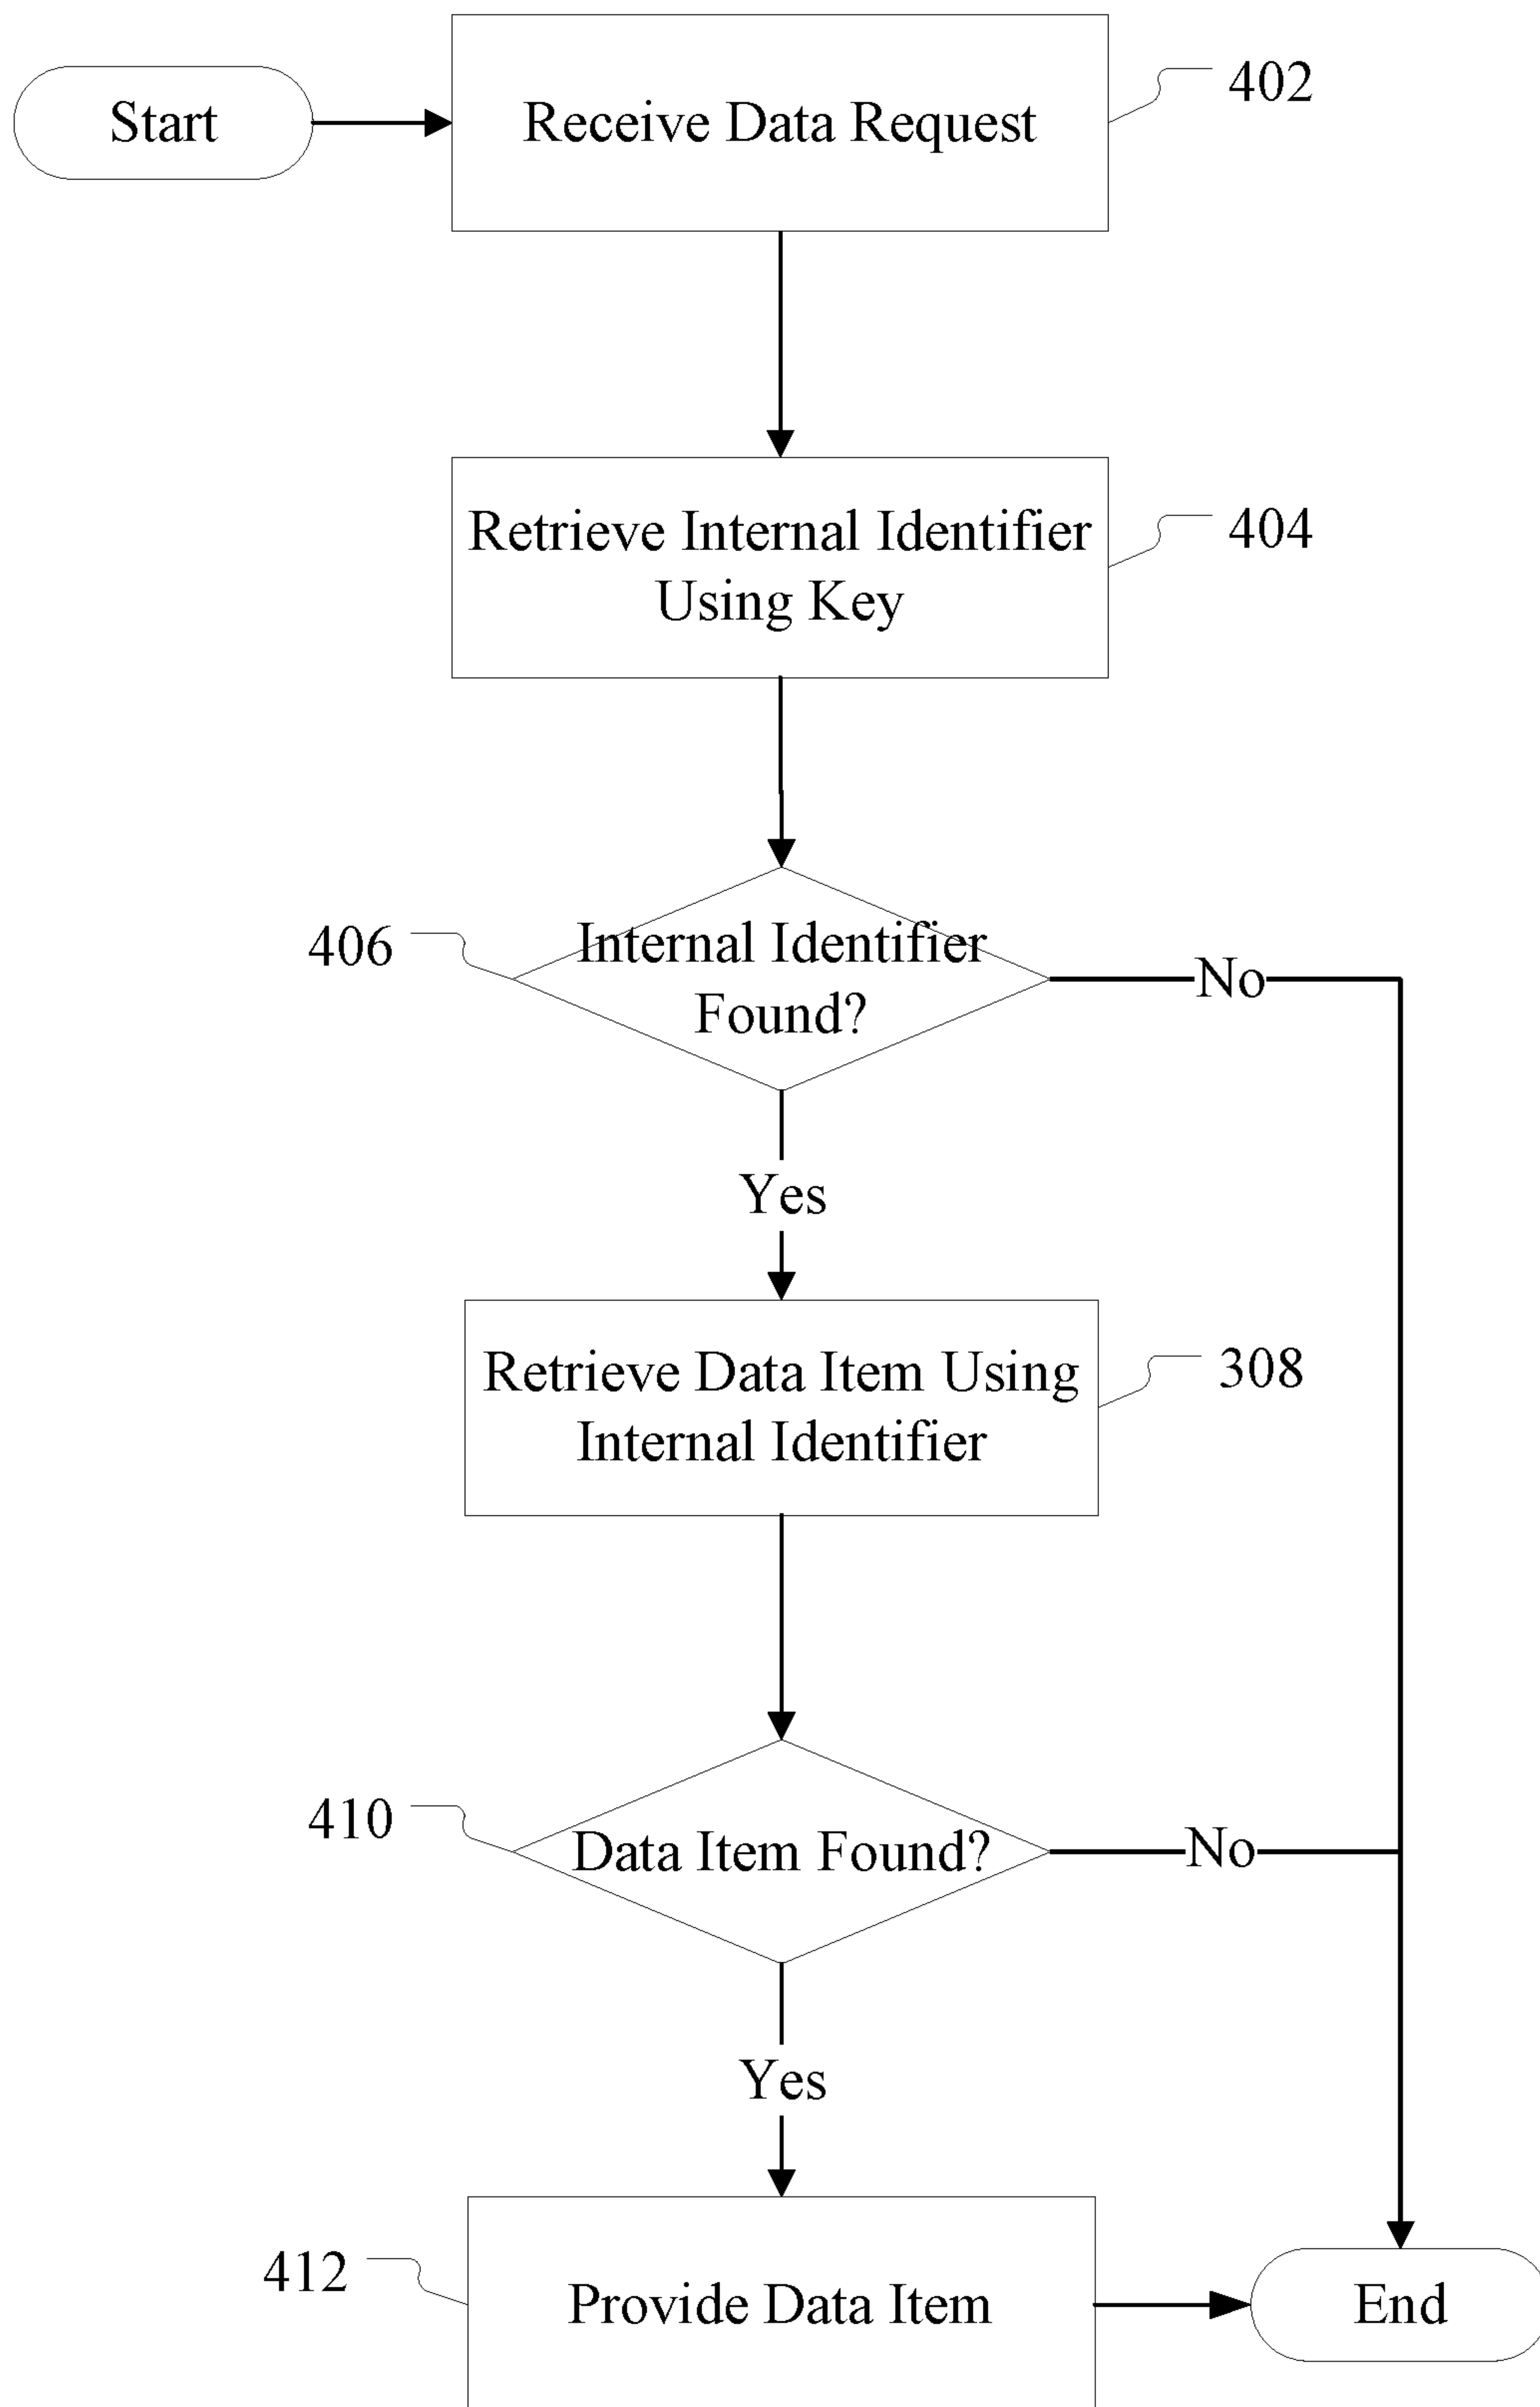 Start
Receive Data Request
402
Retrieve Internal Identifier
Using Key
404
406
Internal Identifier
Found?
No
Yes
Retrieve Data Item Using
Internal Identifier
308
410
Data Item Found?
No
Yes
412
Provide Data Item
End